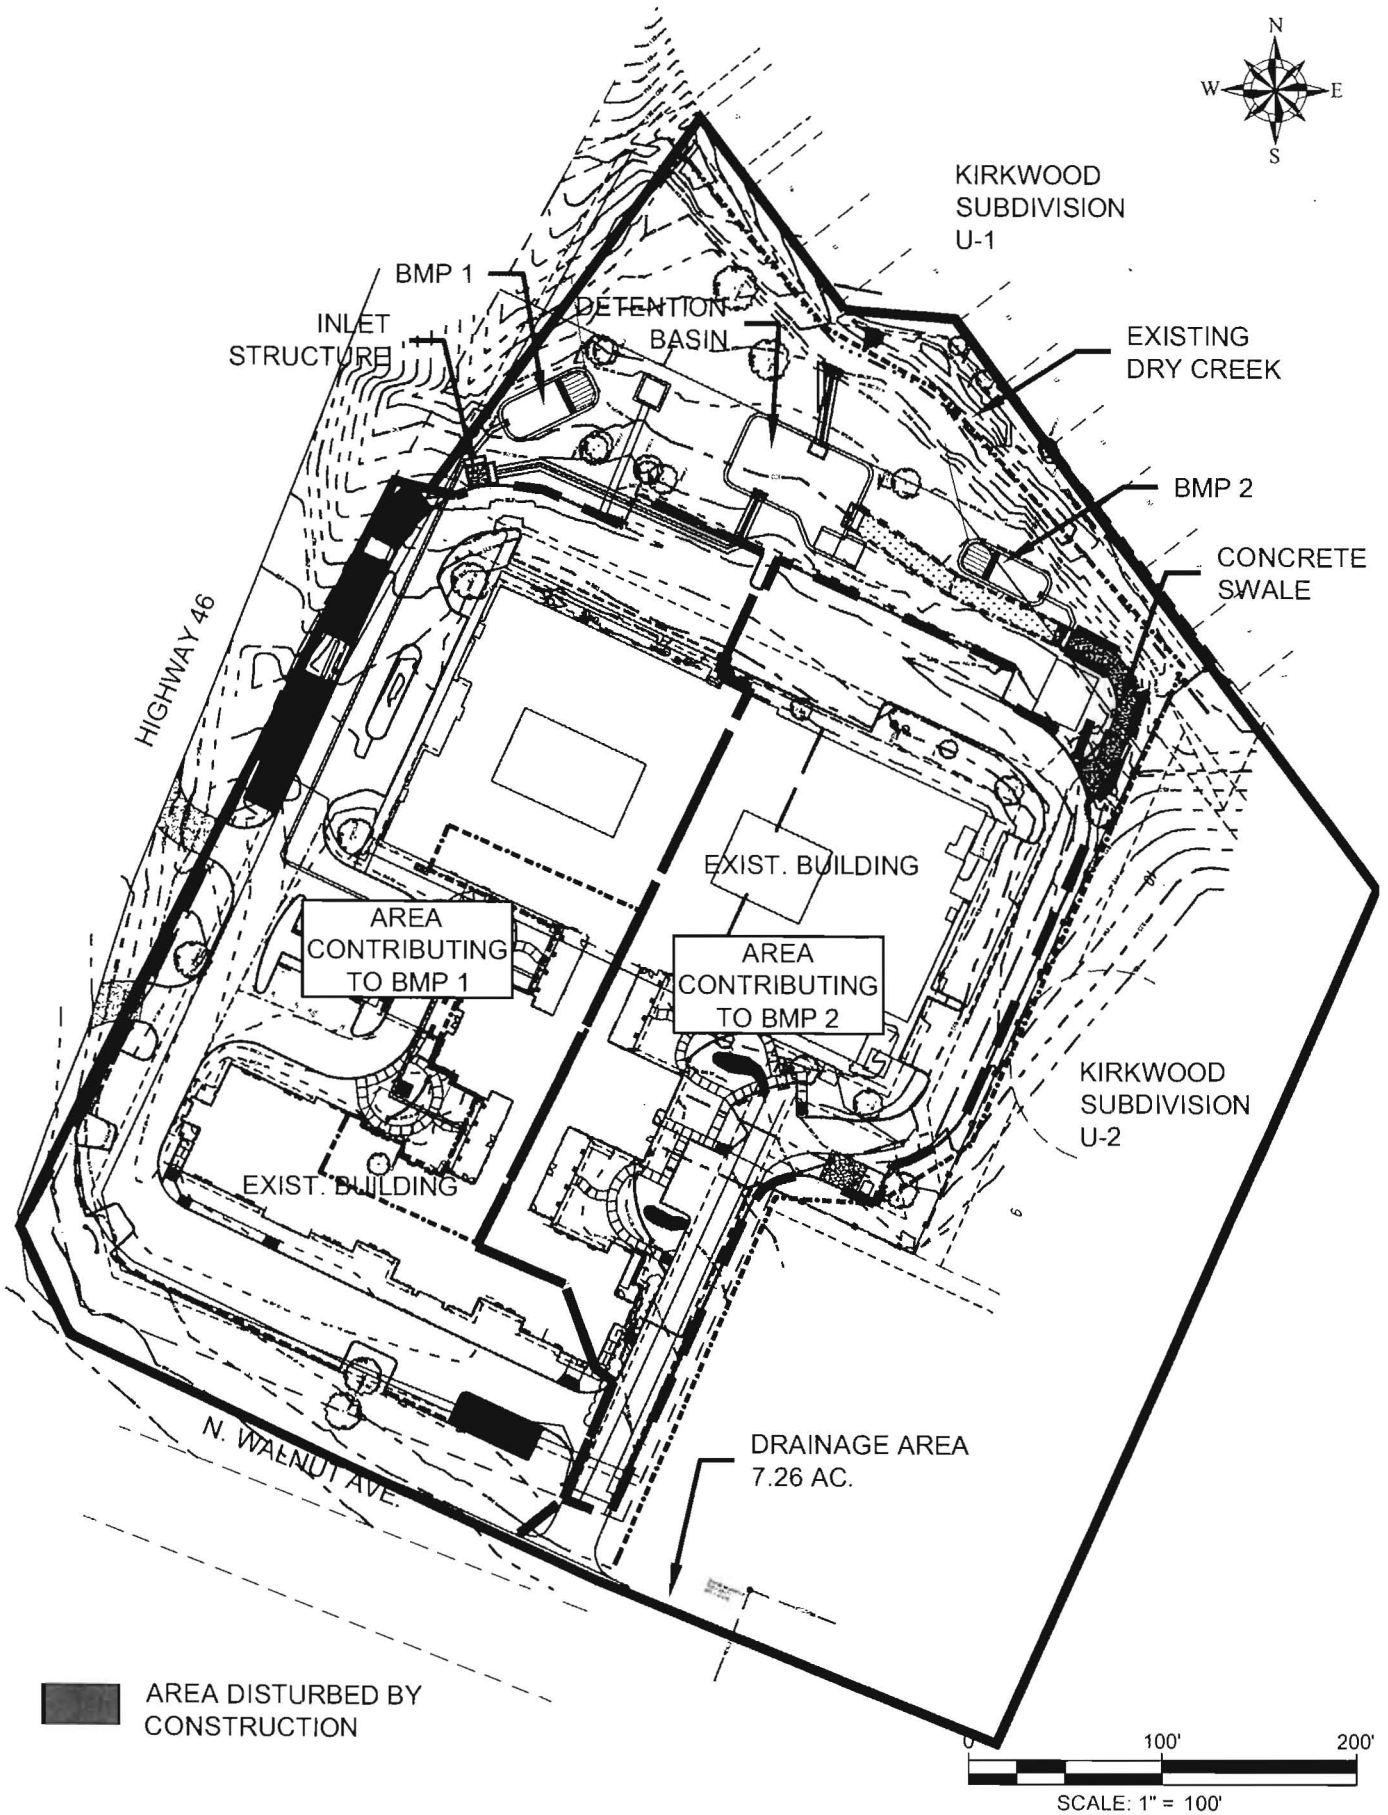 N
W E
S
KIRKWOOD
SUBDIVISION
U-1
BMP 1
INLET
STRUCTURE
DETENTION
BASIN
EXISTING
DRY CREEK
BMP 2
CONCRETE
SWALE
HIGHWAY 46
EXIST. BUILDING
AREA
CONTRIBUTING
TO BMP 1
AREA
CONTRIBUTING
TO BMP 2
KIRKWOOD
SUBDIVISION
U-2
EXIST. BUILDING
N. WALNUT AVE.
DRAINAGE AREA
7.26 AC.
AREA DISTURBED BY
CONSTRUCTION
0 100' 200'
SCALE: 1" = 100'